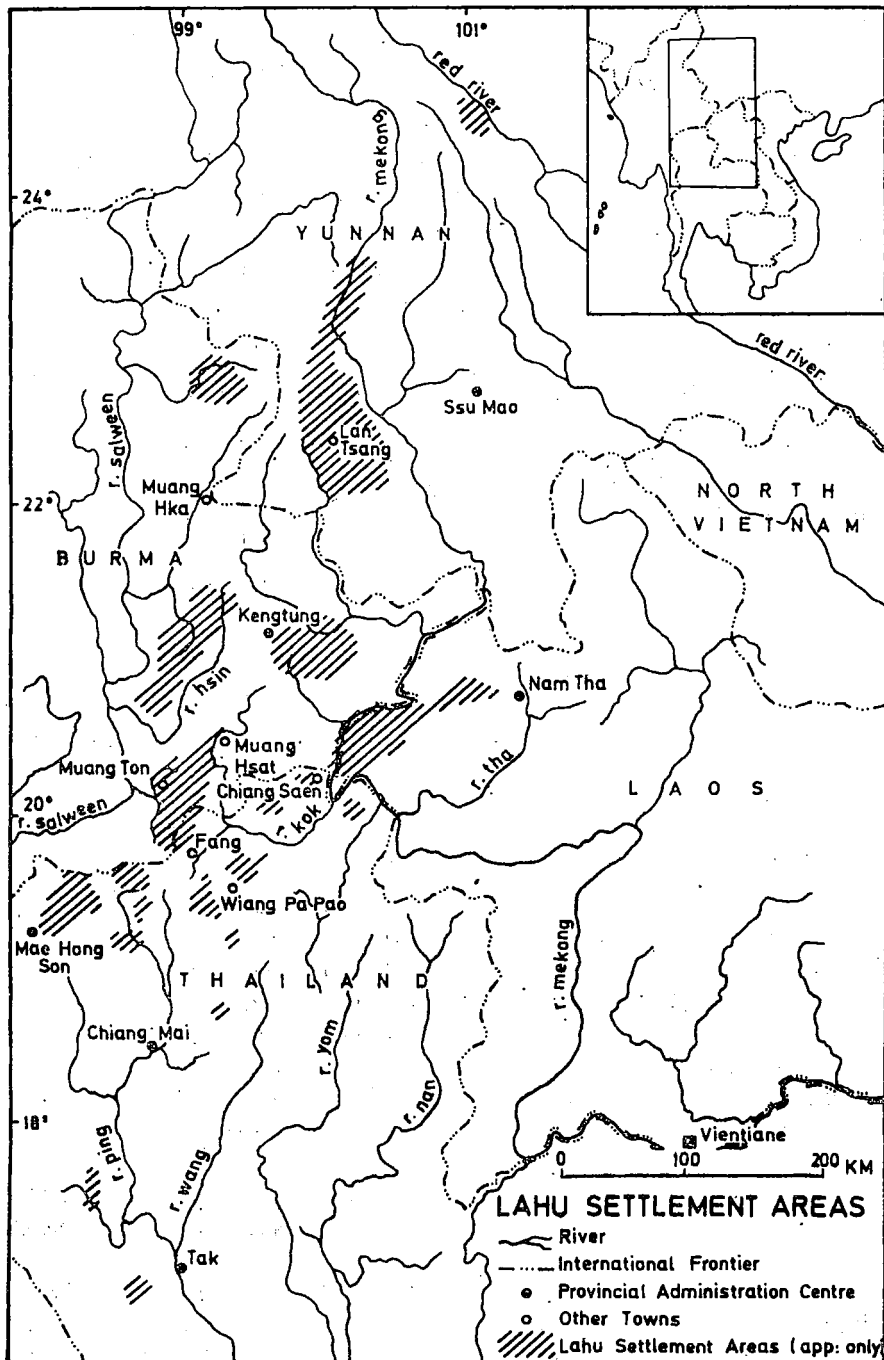 99°
101°
red river
r. mekong
24°
YUNNAN
red river
r. salween
Ssu Mao
Lan
Tsang
Muang
Hka
22°
NORTH
VIETNAM
BURMA
Kengtung
r. hsin
Nam Tha
Muang
Hsat
Muang Ton
Chiang Saen
r. tha
LAOS
20°
r. salween
r. kok
Fang
Wiang Pa Pao
Mae Hong
Son
r. mekong
THAILAND
Chiang Mai
r. yom
r. nan
18°
r. ping
r. wang
Vientiane
0 100 200 KM
Tak
LAHU SETTLEMENT AREAS
River
International Frontier
Provincial Administration Centre
Other Towns
Lahu Settlement Areas (app: only